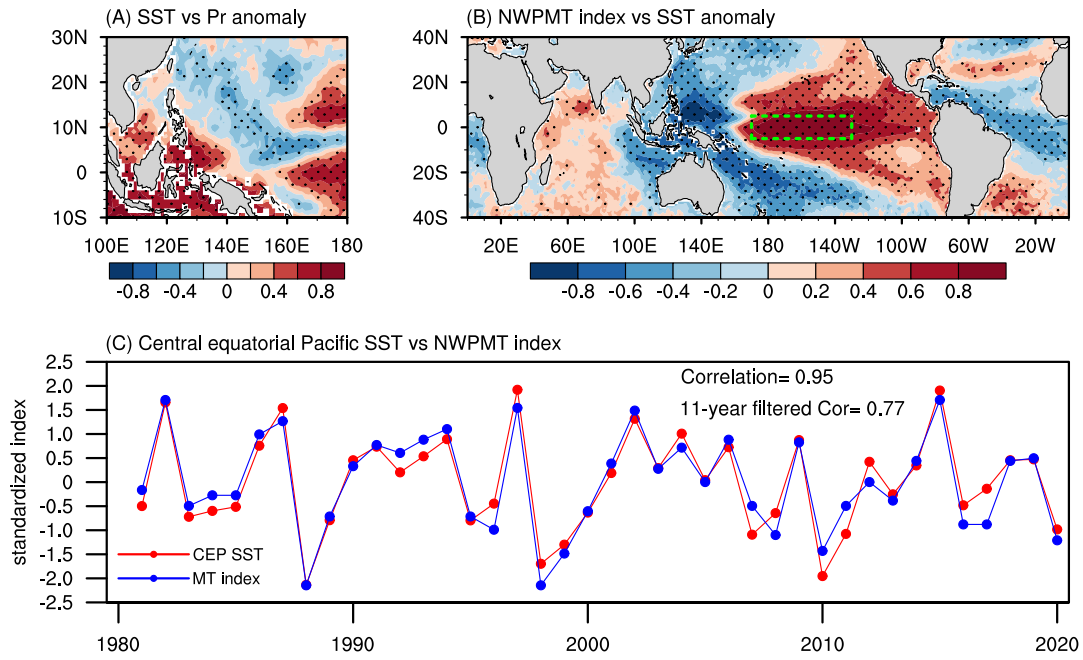 (A) SST vs Pr anomaly
30N
20N
10N
0
10S
100E 120E 140E 160E 180
-0.8 -0.4 0 0.4 0.8
(B) NWPMT index vs SST anomaly
40N
20N
0
20S
40S
20E 60E 100E 140E 180 140W 100W 60W 20W
-0.8 -0.6 -0.4 -0.2 0 0.2 0.4 0.6 0.8
(C) Central equatorial Pacific SST vs NWPMT index
standardized index
2.5
2.0
1.5
1.0
0.5
0
-0.5
-1.0
-1.5
-2.0
-2.5
Correlation= 0.95
11-year filtered Cor= 0.77
CEP SST
MT index
1980 1990 2000 2010 2020